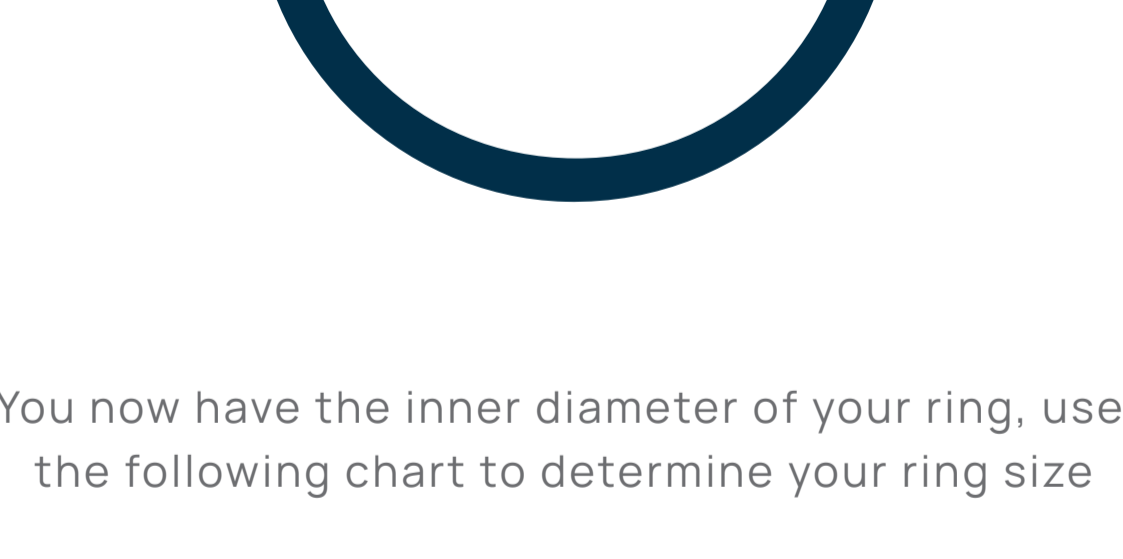 You now have the inner diameter of your ring, use
the following chart to determine your ring size